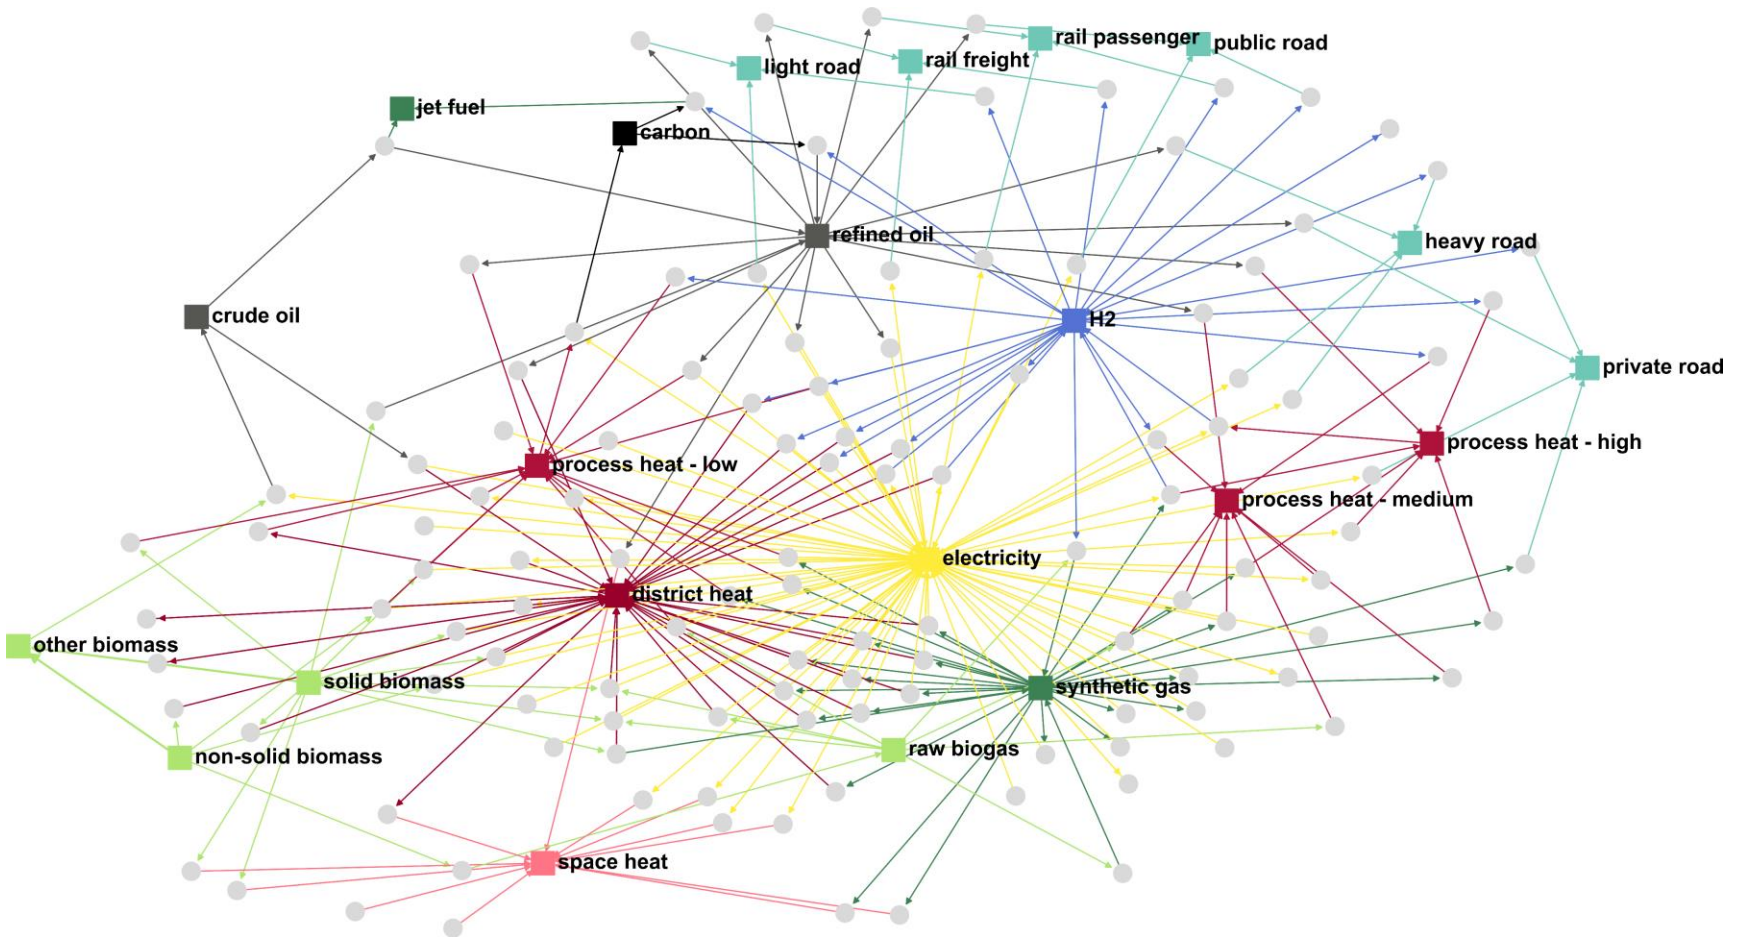 rail passenger
public road
rail freight
light road
jet fuel
carbon
refined oil
heavy road
crude oil
H2
private road
process heat - high
process heat - low
process heat - medium
electricity
district heat
other biomass
solid biomass
synthetic gas
raw biogas
non-solid biomass
space heat